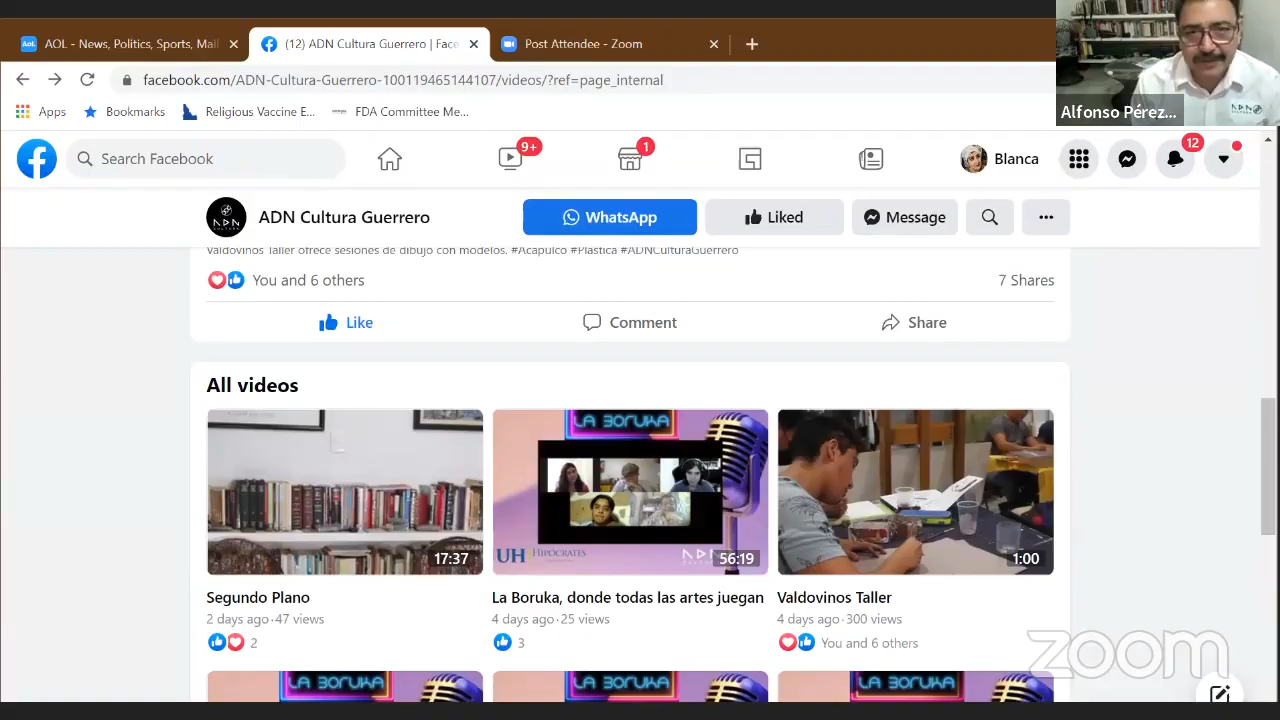 Aol.
AOL - News, Politics, Sports, Mail
(12) ADN Cultura Guerrero | Face
Post Attendee - Zoom
facebook.com/ADN-Cultura-Guerrero-100119465144107/videos/?ref=page_internal
Apps
Bookmarks
Religious Vaccine E...
FDA Committee Me...
Alfonso Pérez...
NDN
Search Facebook
9+
1
Blanca
12
NDN
CULTURA
ADN Cultura Guerrero
WhatsApp
Liked
Message
Valdovinos Taller ofrece sesiones de dibujo con modelos. #Acapulco #Plastica #ADNCulturaGuerrero
You and 6 others
7 Shares
Like
Comment
Share
All videos
LA BORUKA
UH HIPÓCRATES
NDN
17:37
56:19
1:00
Segundo Plano
La Boruka, donde todas las artes juegan
Valdovinos Taller
2 days ago · 47 views
4 days ago · 25 views
4 days ago · 300 views
2
3
You and 6 others
zoom
LA BORUKA
LA BORUKA
LA BORUKA